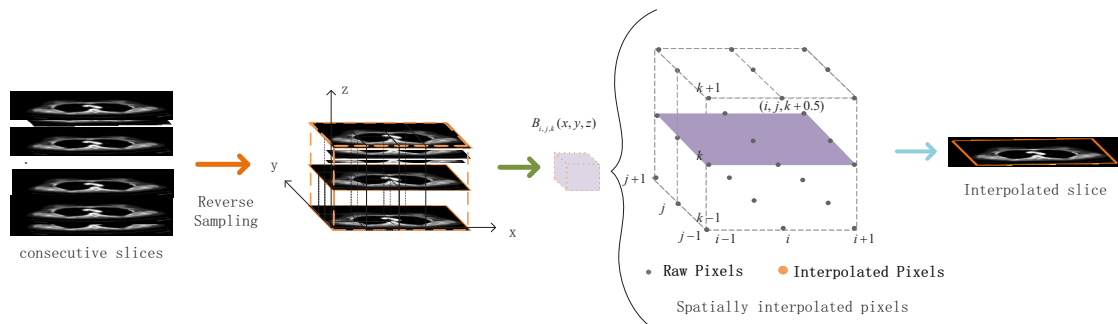 consecutive slices
Reverse
Sampling
z
y
x
B_{i,j,k}(x,y,z)
k+1
(i, j, k+0.5)
k
j+1
j
k−1
j−1
i−1
i
i+1
Raw Pixels
Interpolated Pixels
Spatially interpolated pixels
Interpolated slice